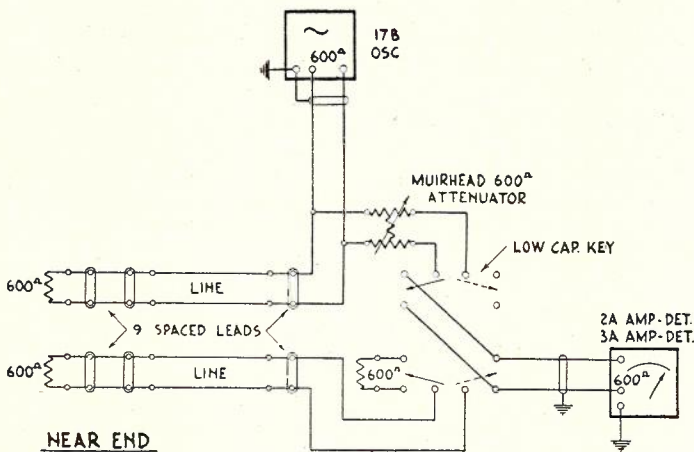 17B
OSC
~
600Ω
MUIRHEAD 600Ω
ATTENUATOR
LOW CAP. KEY
600Ω
LINE
9 SPACED LEADS
2A AMP-DET.
3A AMP-DET.
600Ω
600Ω
LINE
600Ω
NEAR END